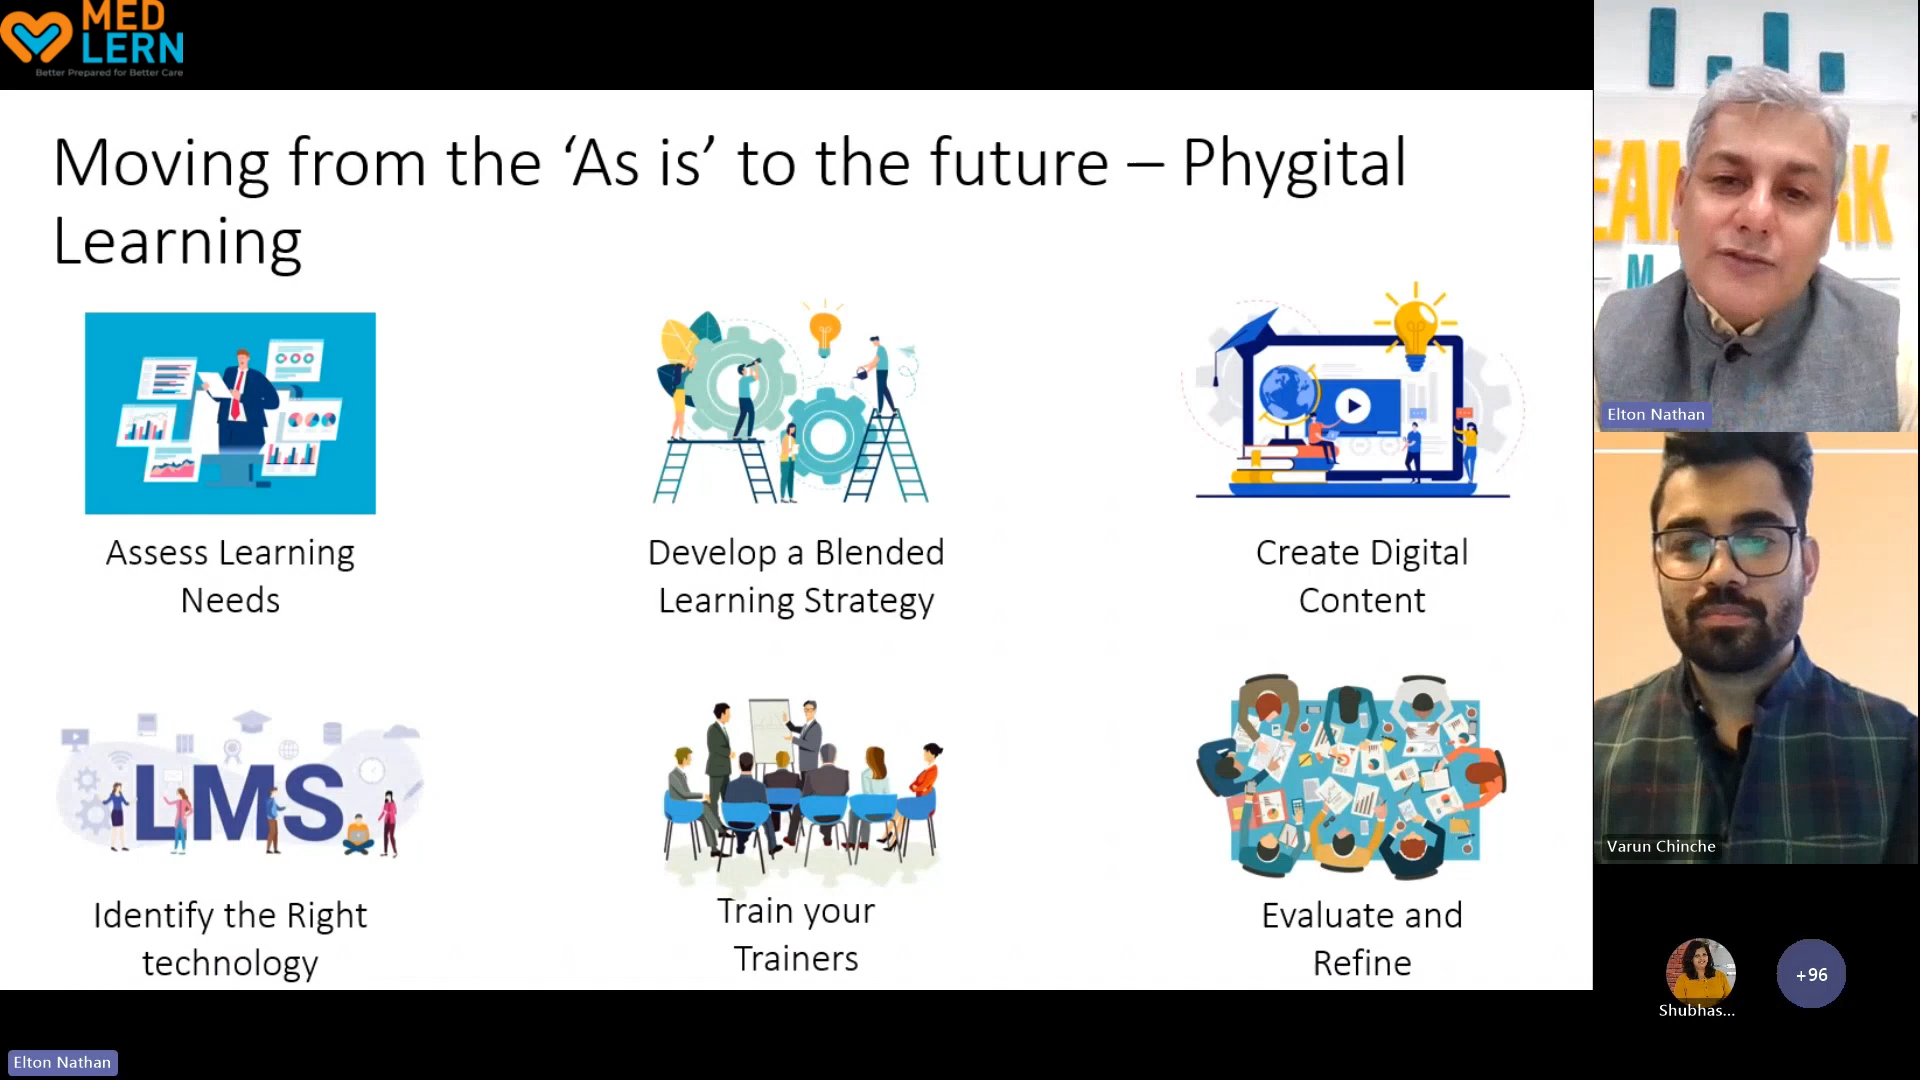 MED
LERN
Better Prepared for Better Care
Moving from the ‘As is’ to the future – Phygital
Learning
Assess Learning
Needs
Develop a Blended
Learning Strategy
Create Digital
Content
LMS
Identify the Right
technology
Train your
Trainers
Evaluate and
Refine
Elton Nathan
Varun Chinche
Shubhas...
+96
Elton Nathan